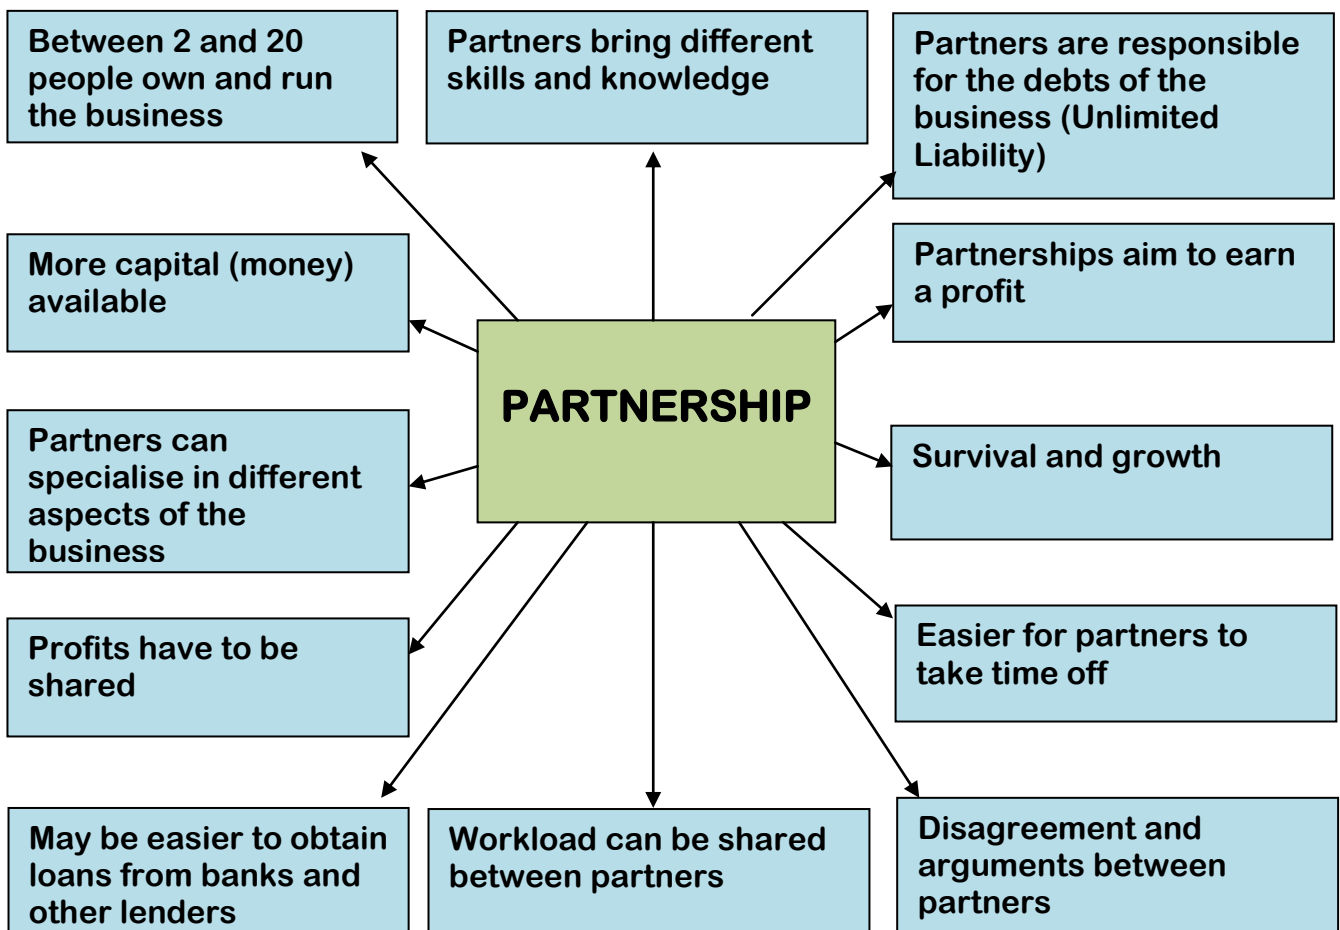 Between 2 and 20
people own and run
the business
Partners bring different
skills and knowledge
Partners are responsible
for the debts of the
business (Unlimited
Liability)
More capital (money)
available
Partnerships aim to earn
a profit
PARTNERSHIP
Partners can
specialise in different
aspects of the
business
Survival and growth
Profits have to be
shared
Easier for partners to
take time off
May be easier to obtain
loans from banks and
other lenders
Workload can be shared
between partners
Disagreement and
arguments between
partners